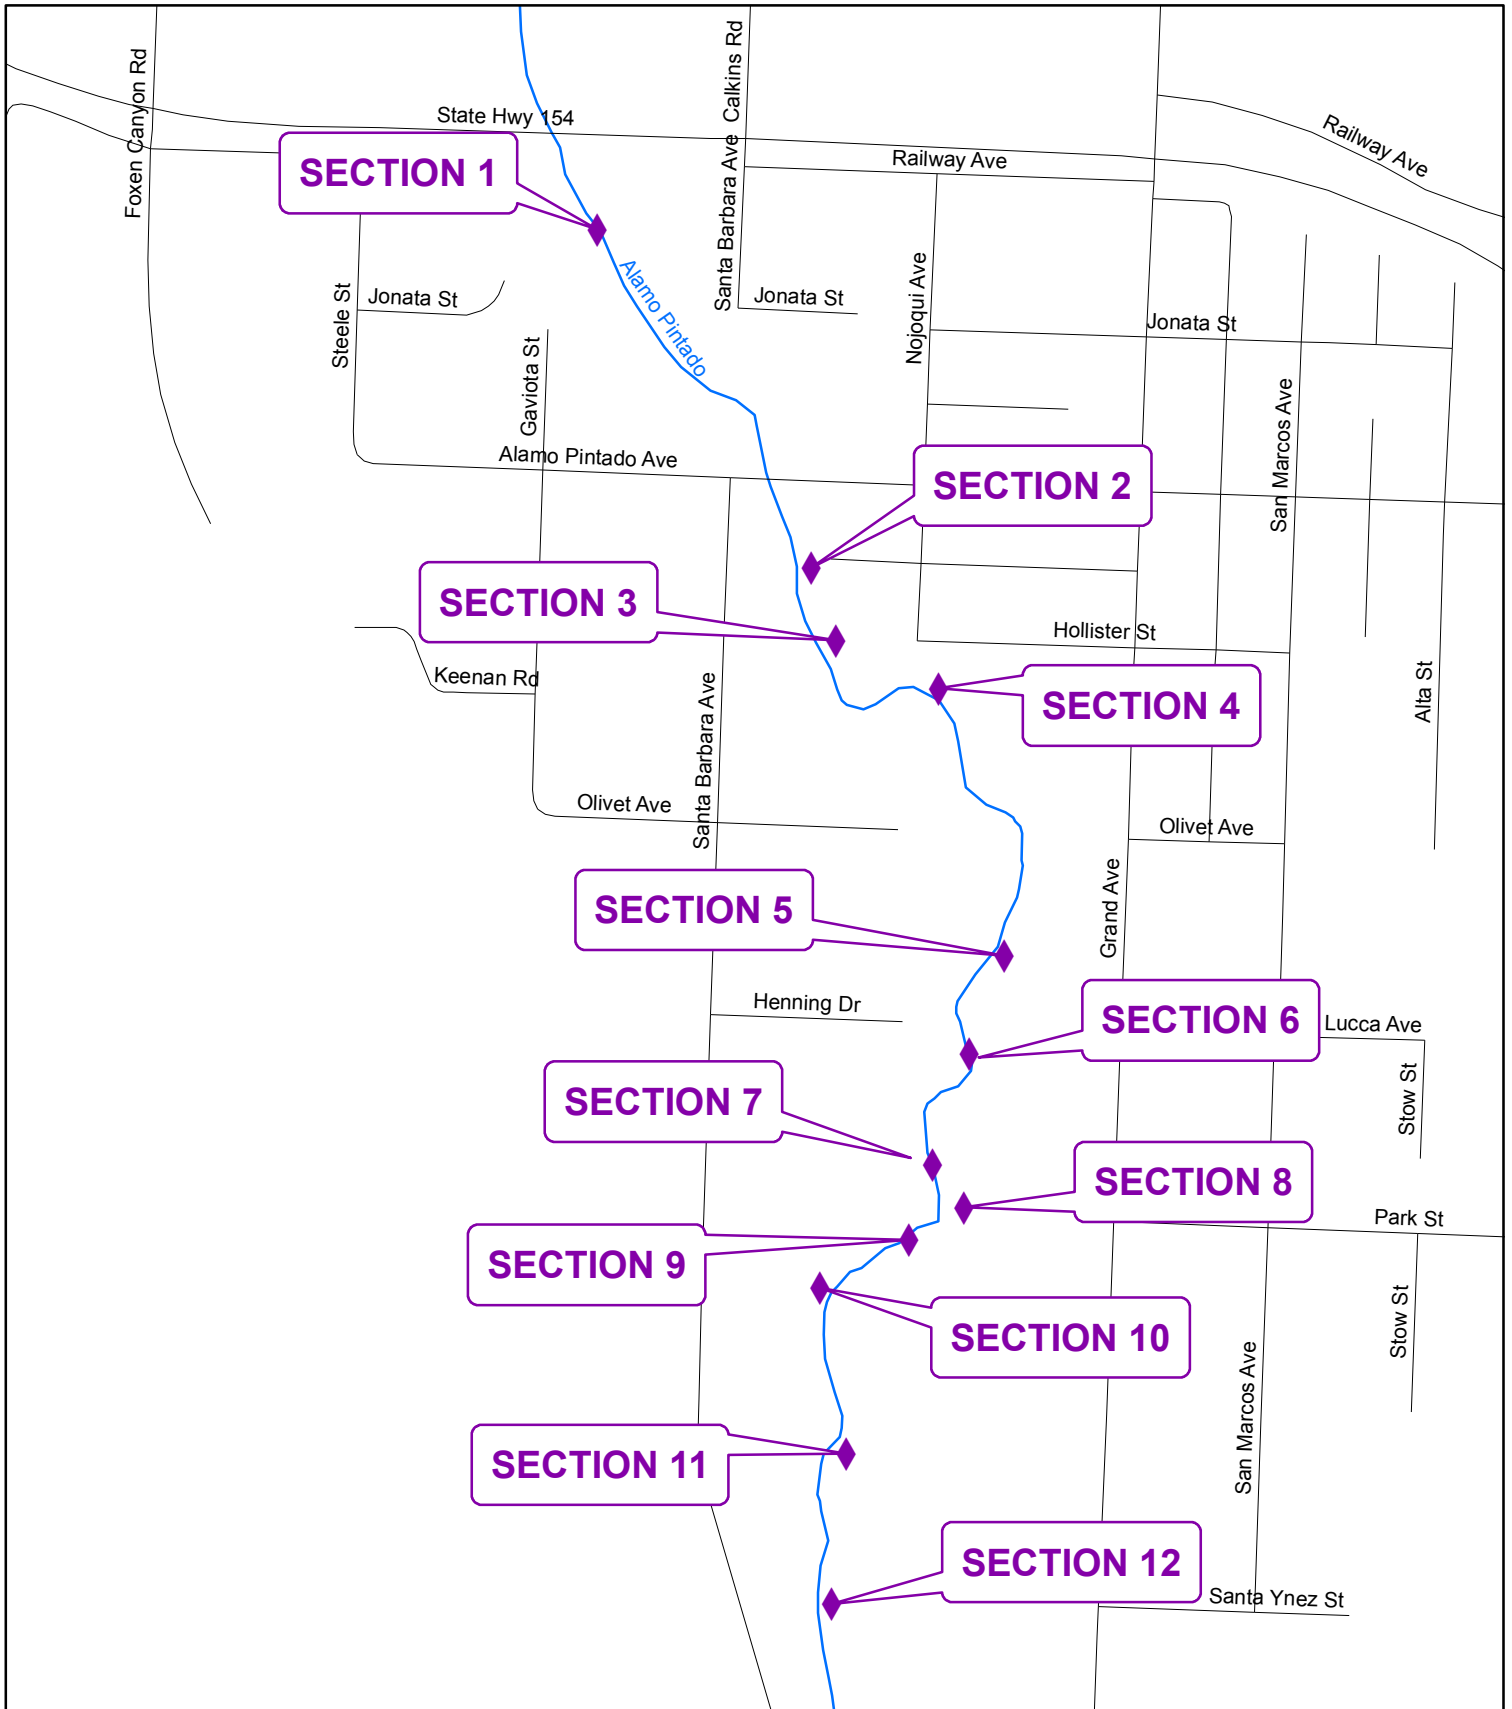 Foxen Canyon Rd
State Hwy 154
Calkins Rd
Santa Barbara Ave
Railway Ave
Railway Ave
SECTION 1
Alamo Pintado
Steele St
Jonata St
Jonata St
Nojoqui Ave
Jonata St
Gaviota St
San Marcos Ave
Alamo Pintado Ave
SECTION 2
SECTION 3
Hollister St
Keenan Rd
SECTION 4
Alta St
Santa Barbara Ave
Olivet Ave
Olivet Ave
Grand Ave
SECTION 5
Henning Dr
SECTION 6
Lucca Ave
Stow St
SECTION 7
SECTION 8
Park St
SECTION 9
SECTION 10
Stow St
San Marcos Ave
SECTION 11
SECTION 12
Santa Ynez St